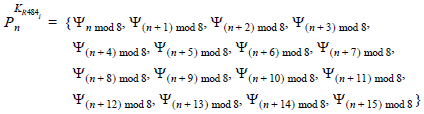 P_n^{K_{R484_i}} = {Ψ_{n mod 8}, Ψ_{(n + 1) mod 8}, Ψ_{(n + 2) mod 8}, Ψ_{(n + 3) mod 8},
Ψ_{(n + 4) mod 8}, Ψ_{(n + 5) mod 8}, Ψ_{(n + 6) mod 8}, Ψ_{(n + 7) mod 8},
Ψ_{(n + 8) mod 8}, Ψ_{(n + 9) mod 8}, Ψ_{(n + 10) mod 8}, Ψ_{(n + 11) mod 8},
Ψ_{(n + 12) mod 8}, Ψ_{(n + 13) mod 8}, Ψ_{(n + 14) mod 8}, Ψ_{(n + 15) mod 8}}